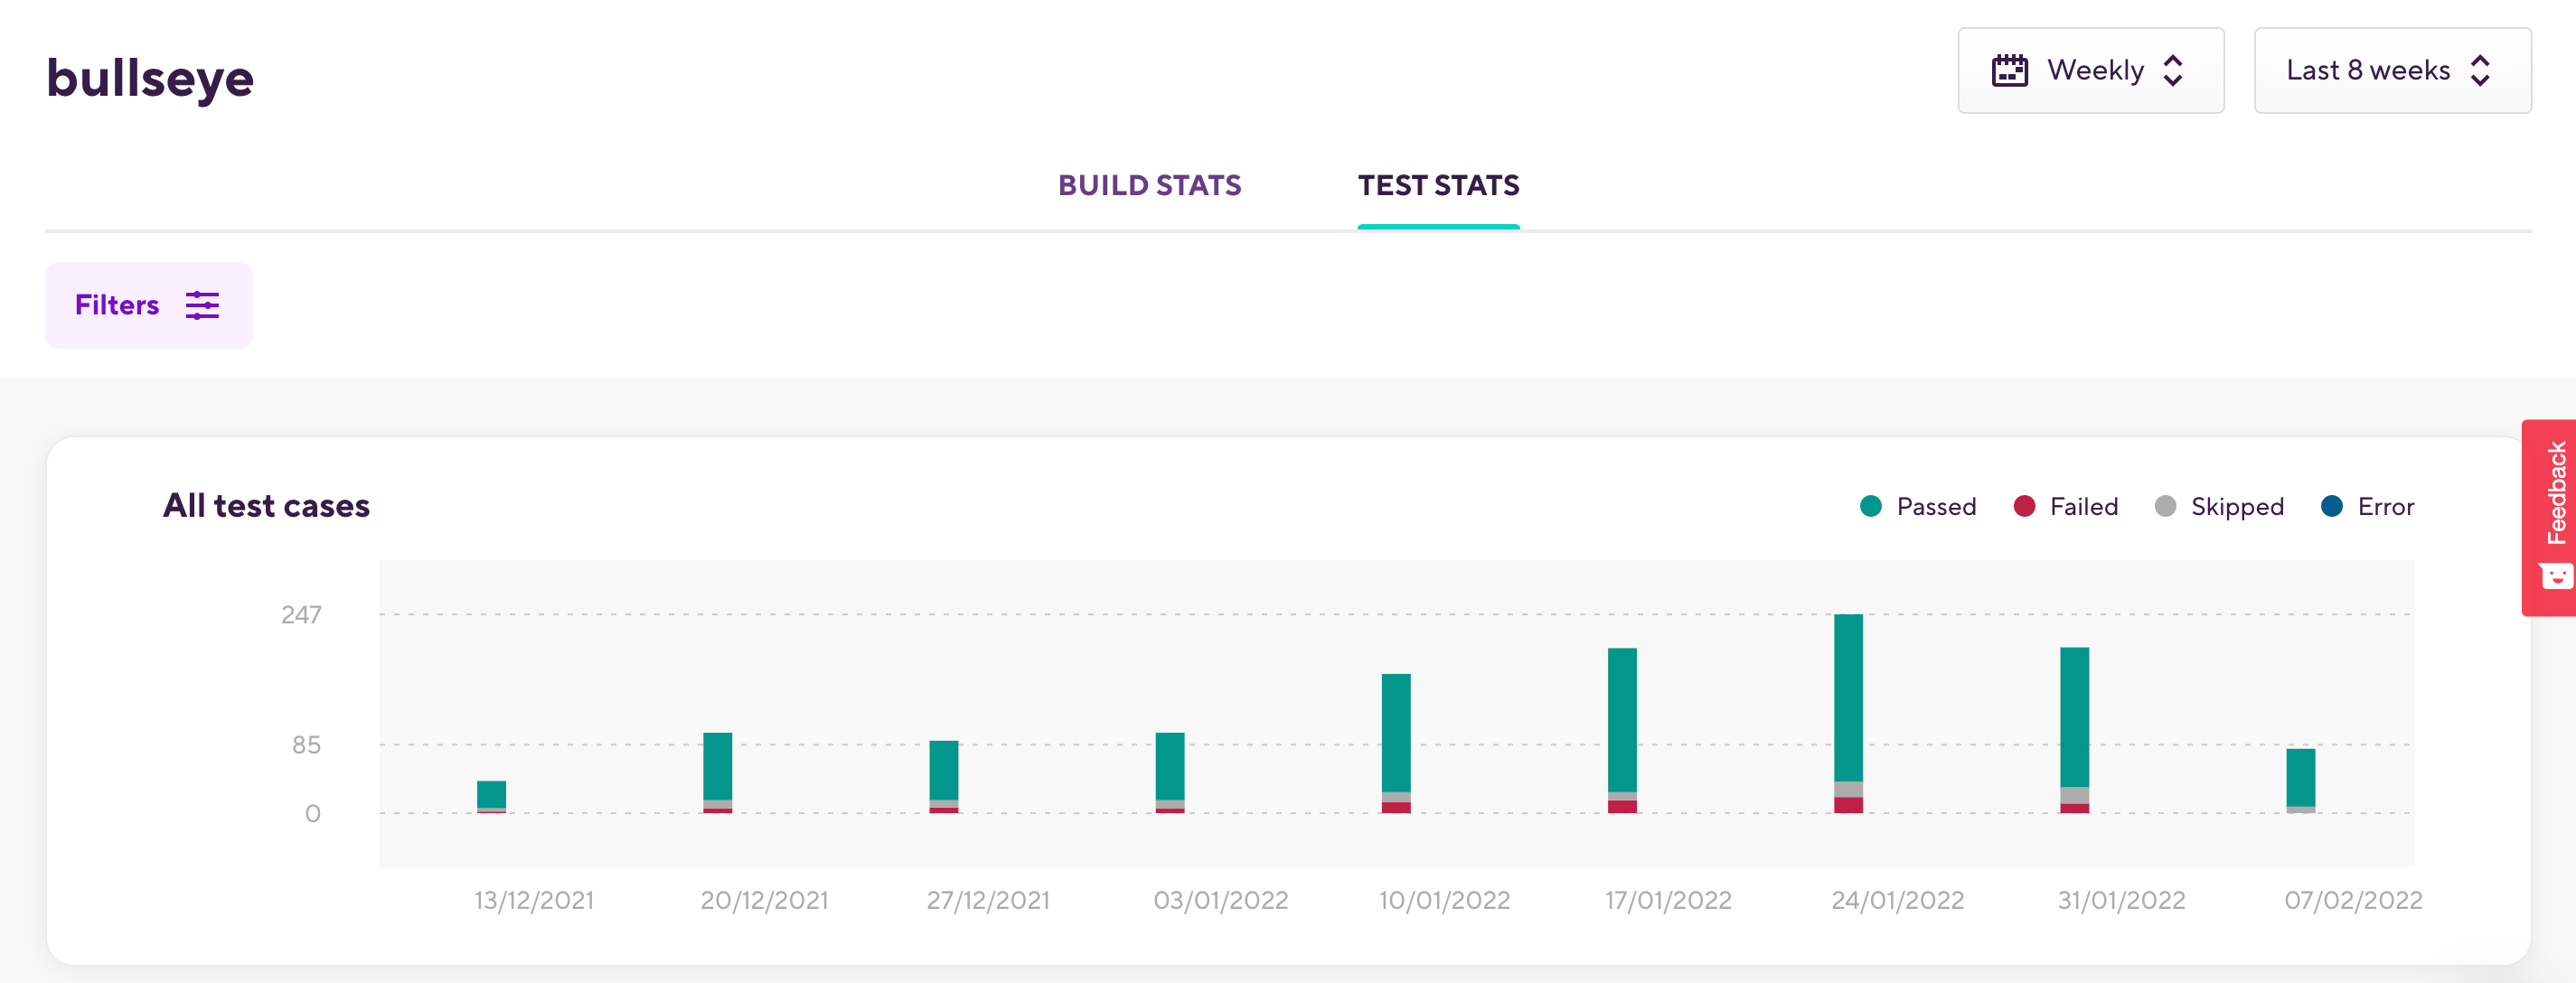 bullseye
Weekly
Last 8 weeks
BUILD STATS
TEST STATS
Filters
Feedback
All test cases
Passed
Failed
Skipped
Error
247
85
0
13/12/2021
20/12/2021
27/12/2021
03/01/2022
10/01/2022
17/01/2022
24/01/2022
31/01/2022
07/02/2022